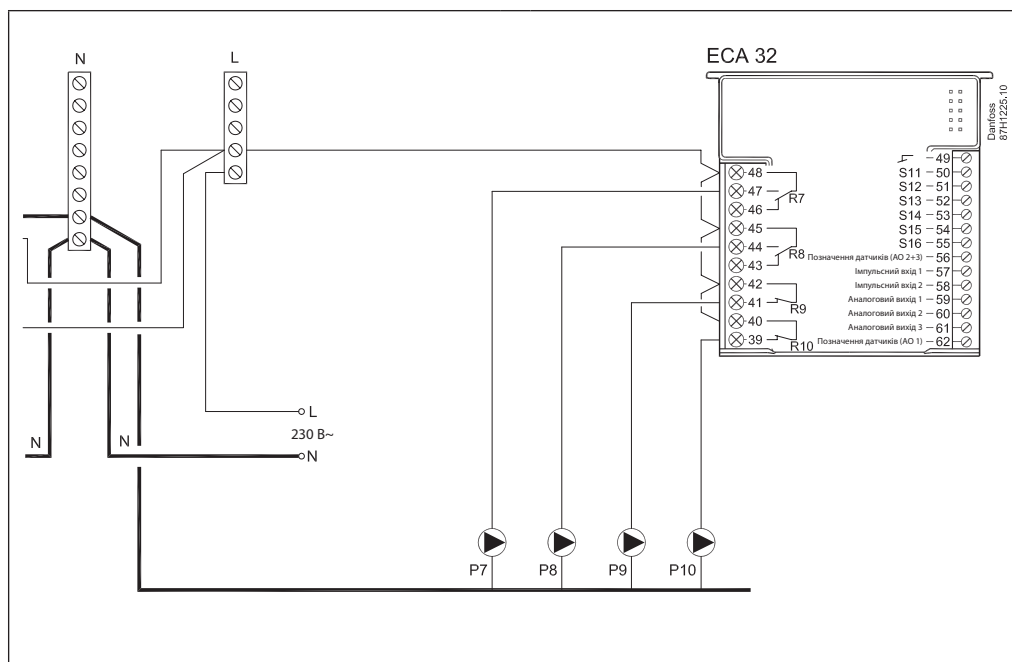 N
L
ECA 32
Danfoss
87H1225.10
48
47
46
R7
45
44
43
R8
42
41
R9
40
39
R10
49
S11 50
S12 51
S13 52
S14 53
S15 54
S16 55
Позначення датчиків (AO 2+3) 56
Імпульсний вхід 1 57
Імпульсний вхід 2 58
Аналоговий вихід 1 59
Аналоговий вихід 2 60
Аналоговий вихід 3 61
Позначення датчиків (AO 1) 62
L
230 В~
N
N
N
P7
P8
P9
P10